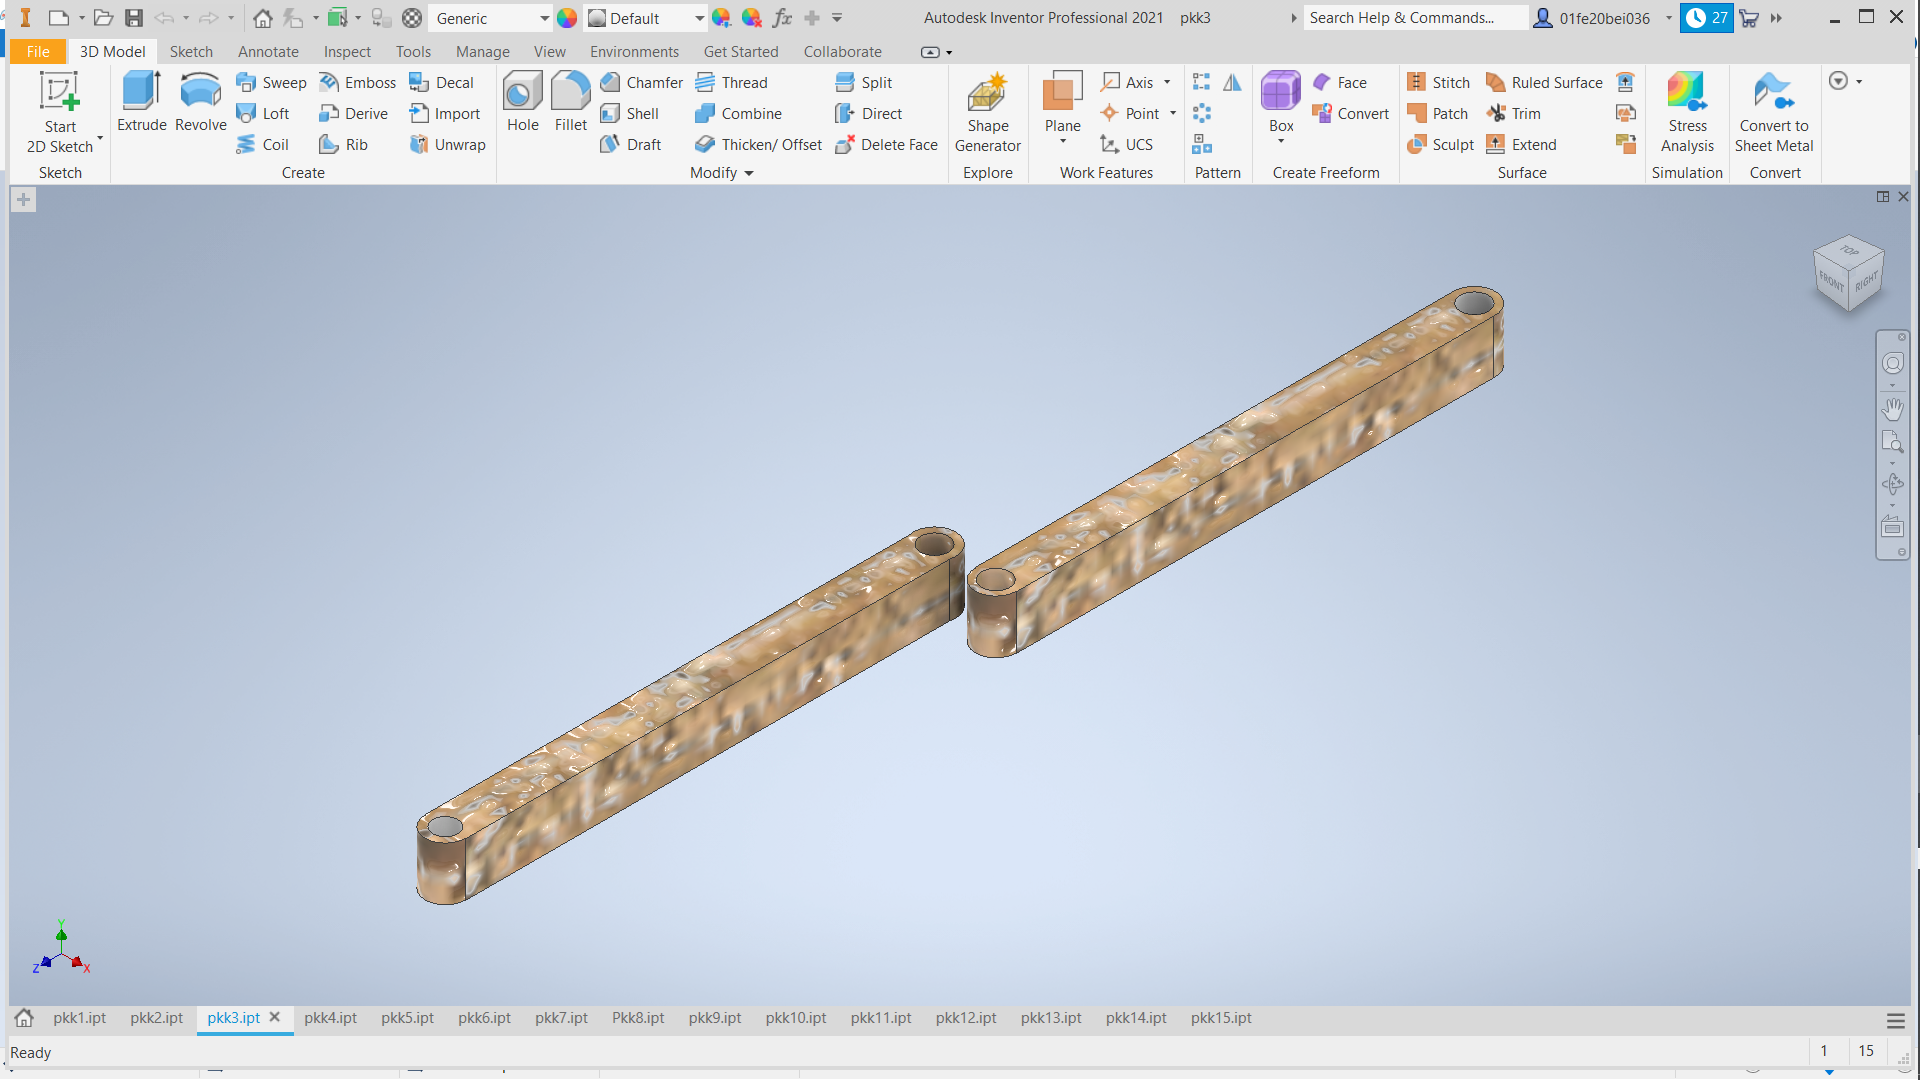 Generic
Default
Autodesk Inventor Professional 2021 pkk3
Search Help & Commands...
01fe20bei036
27
File 3D Model Sketch Annotate Inspect Tools Manage View Environments Get Started Collaborate
Start
2D Sketch
Sketch
Extrude
Revolve
Sweep
Emboss
Decal
Loft
Derive
Import
Coil
Rib
Unwrap
Create
Hole
Fillet
Chamfer
Thread
Split
Shell
Combine
Direct
Draft
Thicken/ Offset
Delete Face
Modify
Shape
Generator
Explore
Plane
Axis
Point
UCS
Work Features
Pattern
Box
Face
Convert
Create Freeform
Stitch
Ruled Surface
Patch
Trim
Sculpt
Extend
Surface
Stress
Analysis
Simulation
Convert to
Sheet Metal
Convert
TOP
FRONT
RIGHT
Y
Z
X
pkk1.ipt pkk2.ipt pkk3.ipt pkk4.ipt pkk5.ipt pkk6.ipt pkk7.ipt Pkk8.ipt pkk9.ipt pkk10.ipt pkk11.ipt pkk12.ipt pkk13.ipt pkk14.ipt pkk15.ipt
Ready
1 15